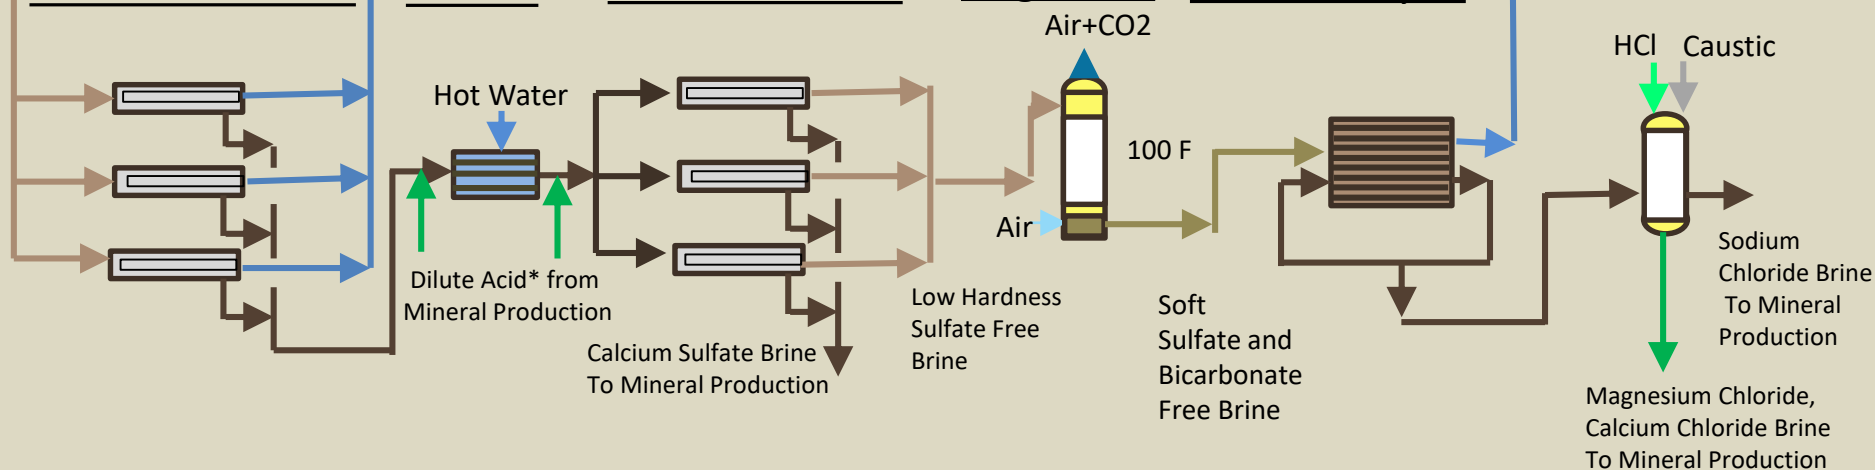 Air+CO2
HCl
Caustic
Hot Water
100 F
Air
Dilute Acid* from
Mineral Production
Calcium Sulfate Brine
To Mineral Production
Low Hardness
Sulfate Free
Brine
Soft
Sulfate and
Bicarbonate
Free Brine
Sodium
Chloride Brine
To Mineral
Production
Magnesium Chloride,
Calcium Chloride Brine
To Mineral Production